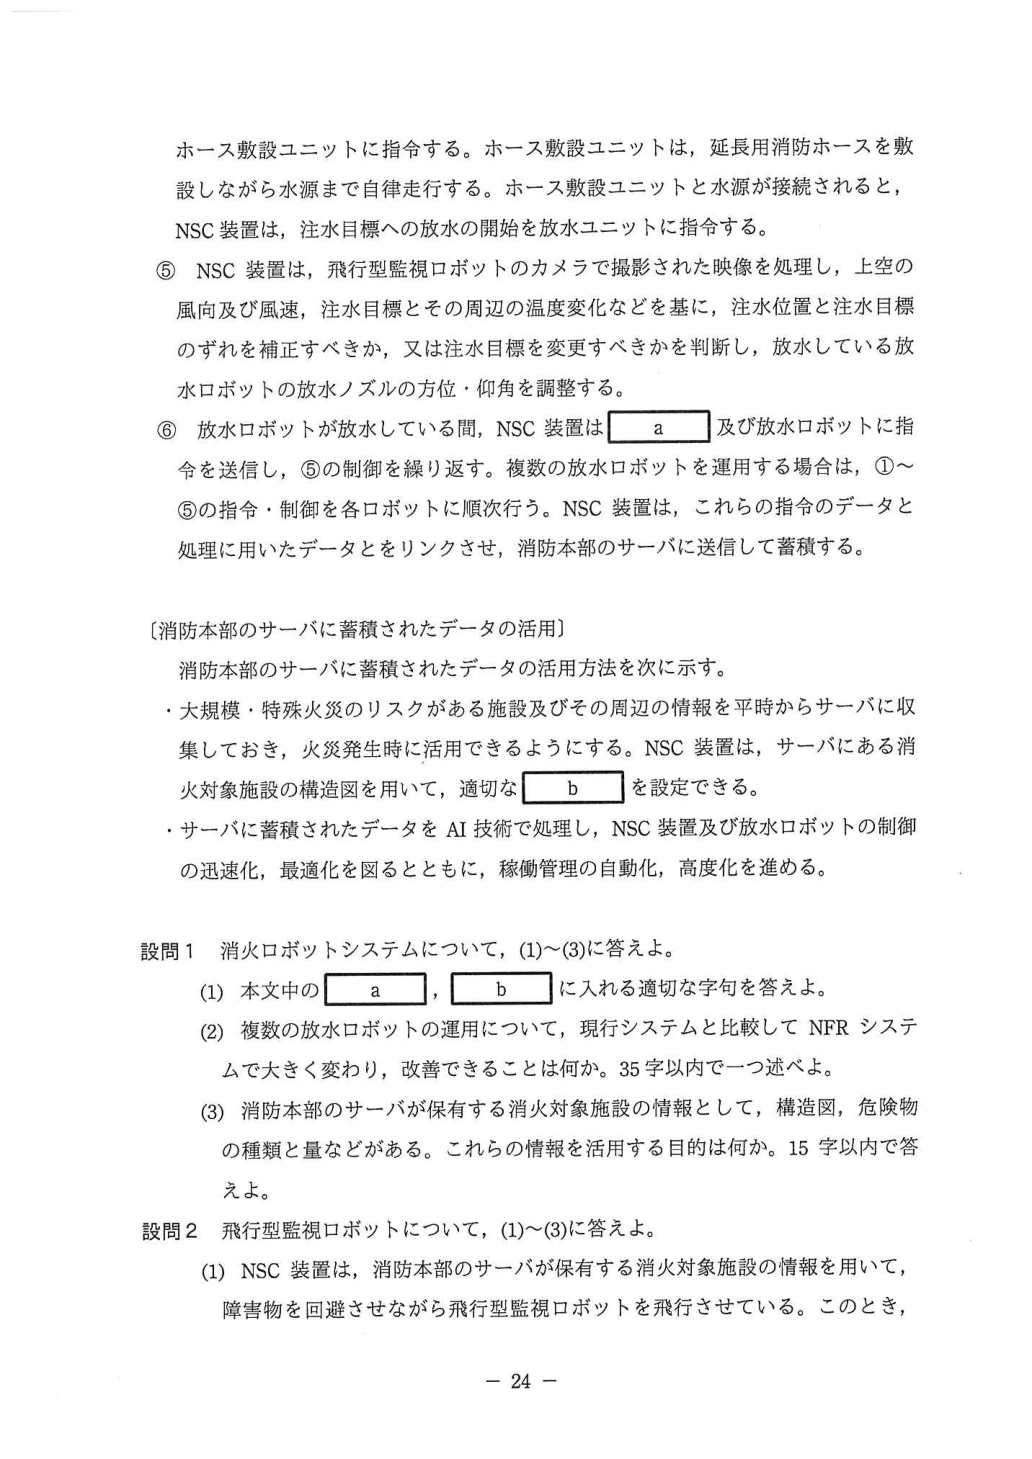 ホース敷設ユニットに指令する。ホース敷設ユニットは，延長用消防ホースを敷
設しながら水源まで自律走行する。ホース敷設ユニットと水源が接続されると，
NSC 装置は，注水目標への放水の開始を放水ユニットに指令する。
⑤ NSC 装置は，飛行型監視ロボットのカメラで撮影された映像を処理し，上空の
風向及び風速，注水目標とその周辺の温度変化などを基に，注水位置と注水目標
のずれを補正すべきか，又は注水目標を変更すべきかを判断し，放水している放
水ロボットの放水ノズルの方位・仰角を調整する。
⑥ 放水ロボットが放水している間，NSC 装置は a 及び放水ロボットに指
令を送信し，⑤の制御を繰り返す。複数の放水ロボットを運用する場合は，①～
⑤の指令・制御を各ロボットに順次行う。NSC 装置は，これらの指令のデータと
処理に用いたデータとをリンクさせ，消防本部のサーバに送信して蓄積する。
〔消防本部のサーバに蓄積されたデータの活用〕
消防本部のサーバに蓄積されたデータの活用方法を次に示す。
・大規模・特殊火災のリスクがある施設及びその周辺の情報を平時からサーバに収
集しておき，火災発生時に活用できるようにする。NSC 装置は，サーバにある消
火対象施設の構造図を用いて，適切な b を設定できる。
・サーバに蓄積されたデータを AI 技術で処理し，NSC 装置及び放水ロボットの制御
の迅速化，最適化を図るとともに，稼働管理の自動化，高度化を進める。
設問1 消火ロボットシステムについて，(1)～(3)に答えよ。
(1) 本文中の a ， b に入れる適切な字句を答えよ。
(2) 複数の放水ロボットの運用について，現行システムと比較して NFR システ
ムで大きく変わり，改善できることは何か。35 字以内で一つ述べよ。
(3) 消防本部のサーバが保有する消火対象施設の情報として，構造図，危険物
の種類と量などがある。これらの情報を活用する目的は何か。15 字以内で答
えよ。
設問2 飛行型監視ロボットについて，(1)～(3)に答えよ。
(1) NSC 装置は，消防本部のサーバが保有する消火対象施設の情報を用いて，
障害物を回避させながら飛行型監視ロボットを飛行させている。このとき，
－ 24 －